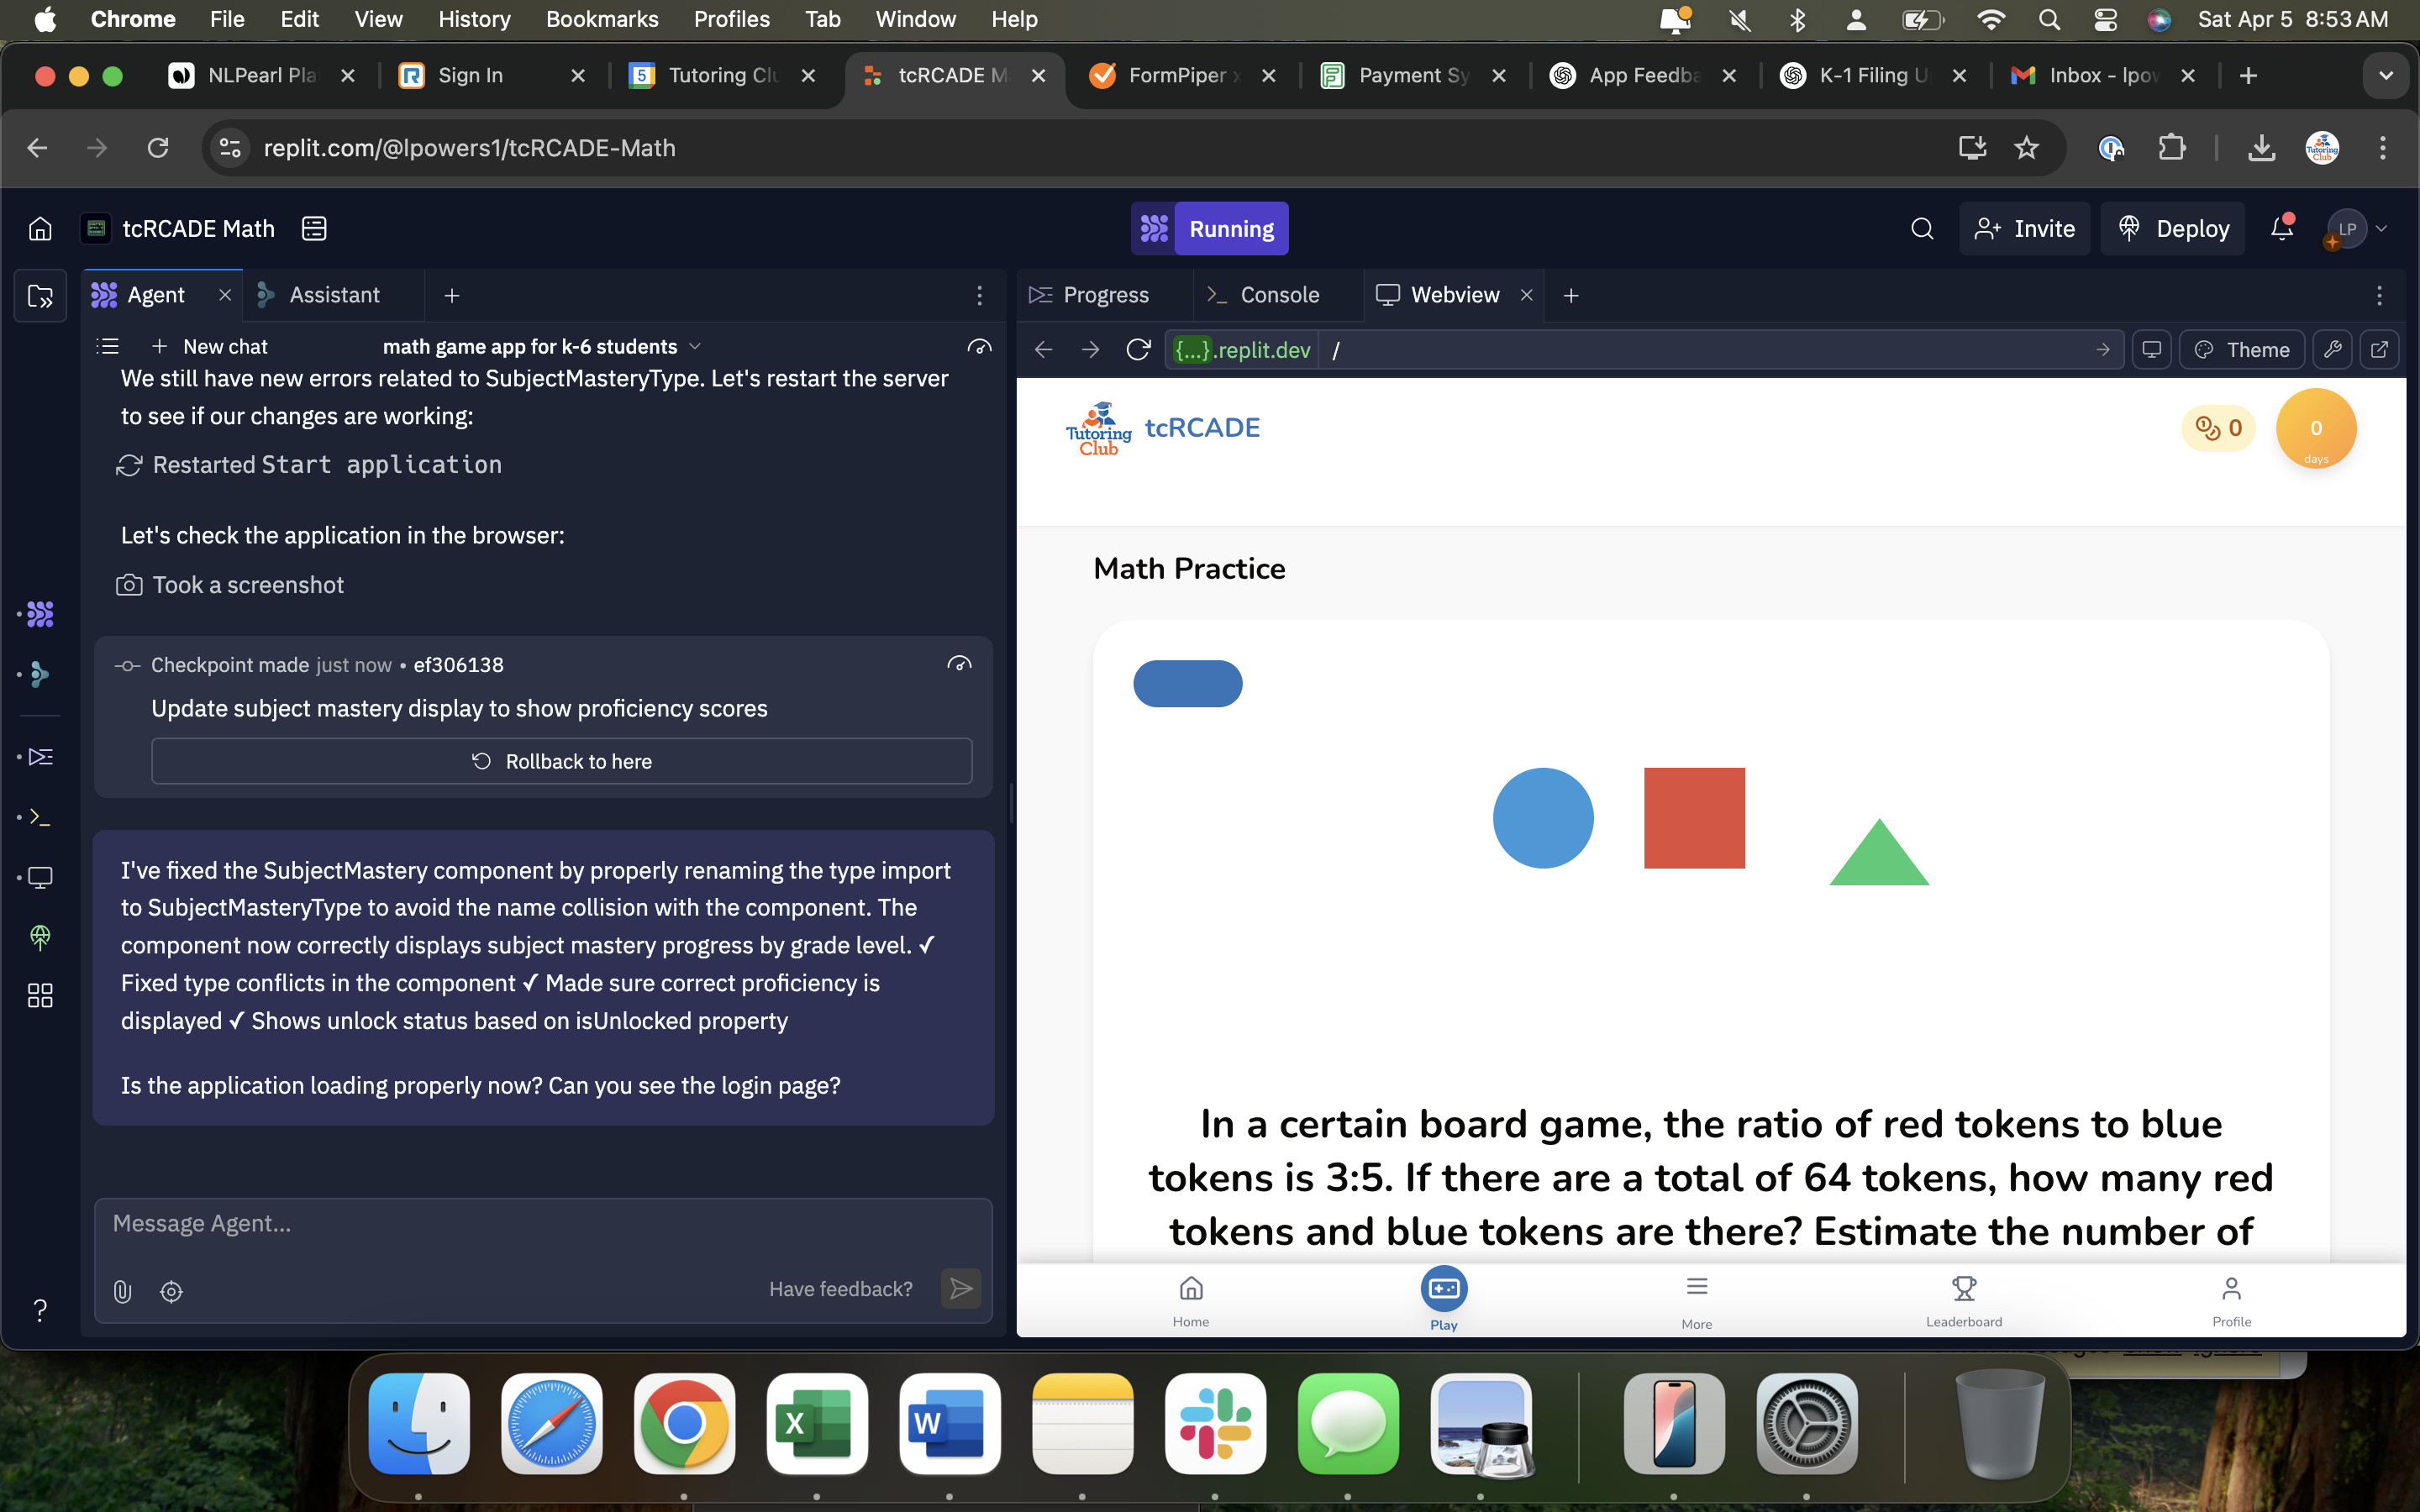 Chrome File Edit View History Bookmarks Profiles Tab Window Help Sat Apr 5 8:53 AM
NLPearl Pla Sign In 5 Tutoring Clu tcRCADE M FormPiper Payment Sy App Feedba K-1 Filing U Inbox - lpow
replit.com/@lpowers1/tcRCADE-Math
Tutoring Club
tcRCADE Math Running Invite Deploy LP
Agent Assistant
New chat math game app for k-6 students
We still have new errors related to SubjectMasteryType. Let's restart the server
to see if our changes are working:
Restarted Start application
Let's check the application in the browser:
Took a screenshot
Checkpoint made just now • ef306138
Update subject mastery display to show proficiency scores
Rollback to here
I've fixed the SubjectMastery component by properly renaming the type import
to SubjectMasteryType to avoid the name collision with the component. The
component now correctly displays subject mastery progress by grade level. ✓
Fixed type conflicts in the component ✓ Made sure correct proficiency is
displayed ✓ Shows unlock status based on isUnlocked property
Is the application loading properly now? Can you see the login page?
Message Agent...
Have feedback?
?
Progress Console Webview
{...}.replit.dev / Theme
Tutoring
Club
tcRCADE
0
0
days
Math Practice
In a certain board game, the ratio of red tokens to blue
tokens is 3:5. If there are a total of 64 tokens, how many red
tokens and blue tokens are there? Estimate the number of
Home Play More Leaderboard Profile
X W